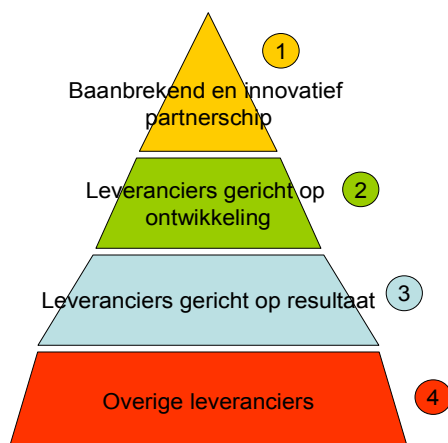 1
Baanbrekend en innovatief
partnerschip
Leveranciers gericht op
ontwikkeling
2
Leveranciers gericht op resultaat
3
Overige leveranciers
4